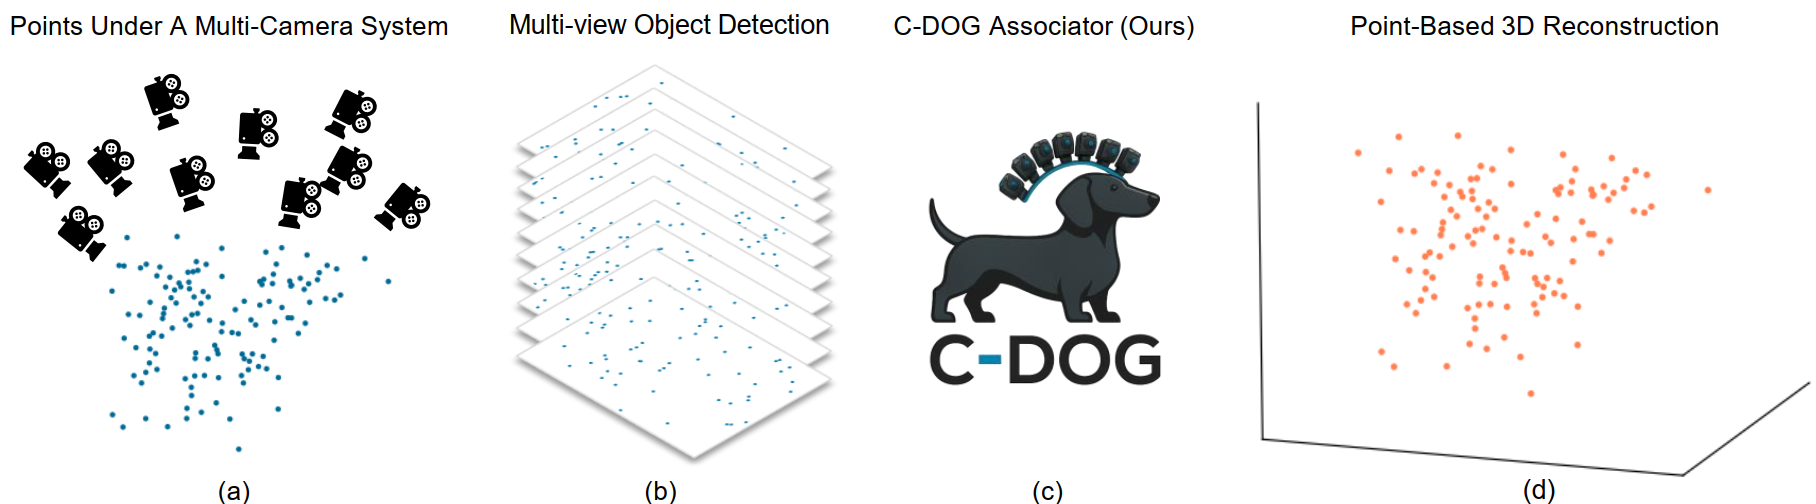 Points Under A Multi-Camera System
Multi-view Object Detection
C-DOG Associator (Ours)
Point-Based 3D Reconstruction
C-DOG
(a)
(b)
(c)
(d)